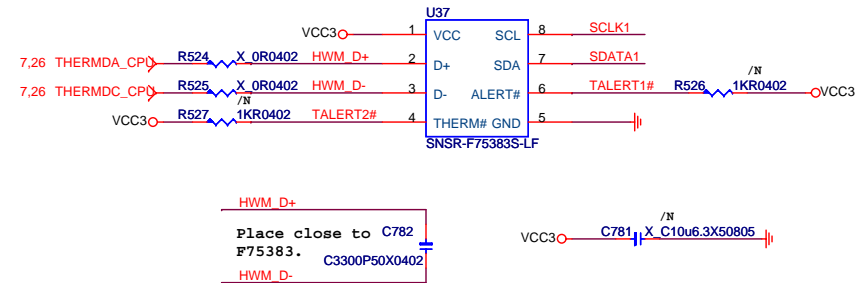 U37
VCC3 1 VCC SCL 8 SCLK1
7,26 THERMDA_CPU R524 X_0R0402 HWM_D+ 2 D+ SDA 7 SDATA1
7,26 THERMDC_CPU R525 X_0R0402 HWM_D- 3 D- ALERT# 6 TALERT1# R526 /N 1KR0402 VCC3
VCC3 R527 /N 1KR0402 TALERT2# 4 THERM# GND 5
SNSR-F75383S-LF
HWM_D+
Place close to
F75383.
C782
C3300P50X0402
HWM_D-
/N
VCC3 C781 X_C10u6.3X50805